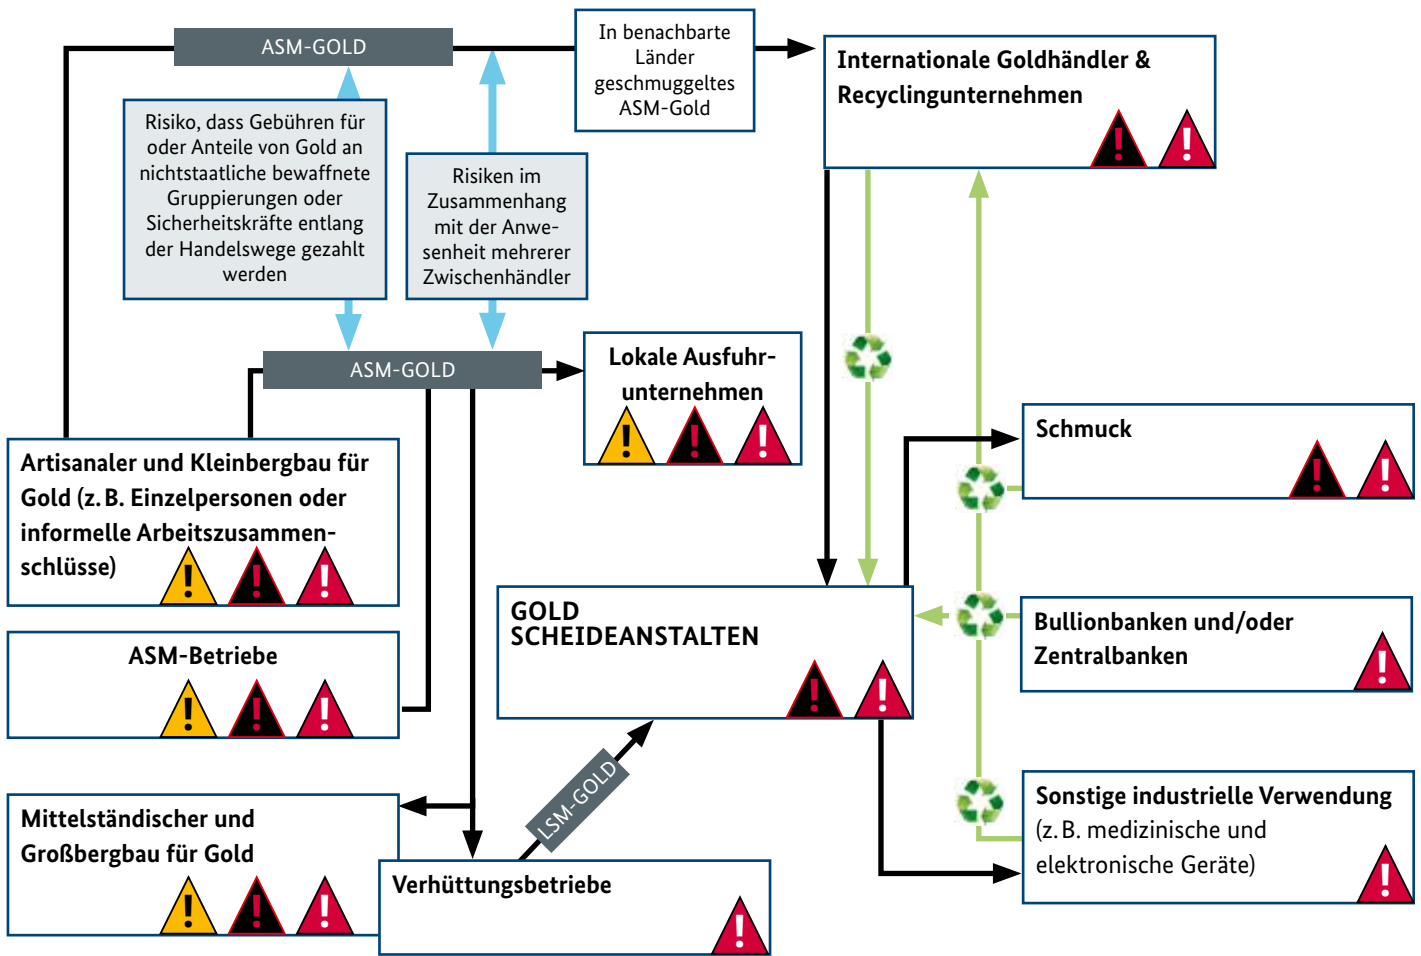 ASM-GOLD
In benachbarte
Länder
geschmuggeltes
ASM-Gold
Internationale Goldhändler &
Recyclingunternehmen
Risiko, dass Gebühren für
oder Anteile von Gold an
nichtstaatliche bewaffnete
Gruppierungen oder
Sicherheitskräfte entlang
der Handelswege gezahlt
werden
Risiken im
Zusammenhang
mit der Anwe-
senheit mehrerer
Zwischenhändler
ASM-GOLD
Lokale Ausfuhr-
unternehmen
Artisanaler und Kleinbergbau für
Gold (z. B. Einzelpersonen oder
informelle Arbeitszusammen-
schlüsse)
Schmuck
GOLD
SCHEIDEANSTALTEN
Bullionbanken und/oder
Zentralbanken
ASM-Betriebe
LSM-GOLD
Mittelständischer und
Großbergbau für Gold
Verhüttungsbetriebe
Sonstige industrielle Verwendung
(z. B. medizinische und
elektronische Geräte)